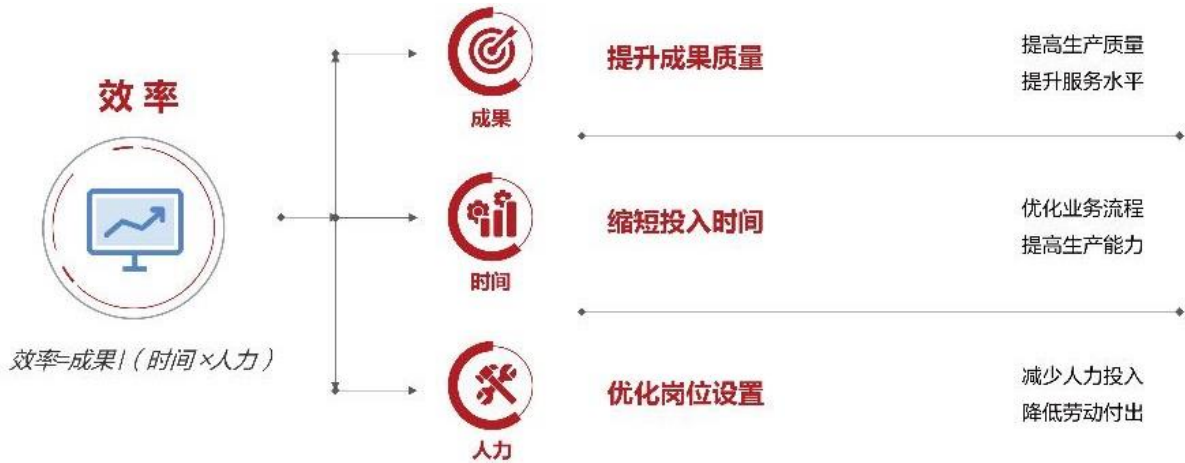 效率
效率=成果/（时间×人力）
成果
提升成果质量
提高生产质量
提升服务水平
时间
缩短投入时间
优化业务流程
提高生产能力
人力
优化岗位设置
减少人力投入
降低劳动付出